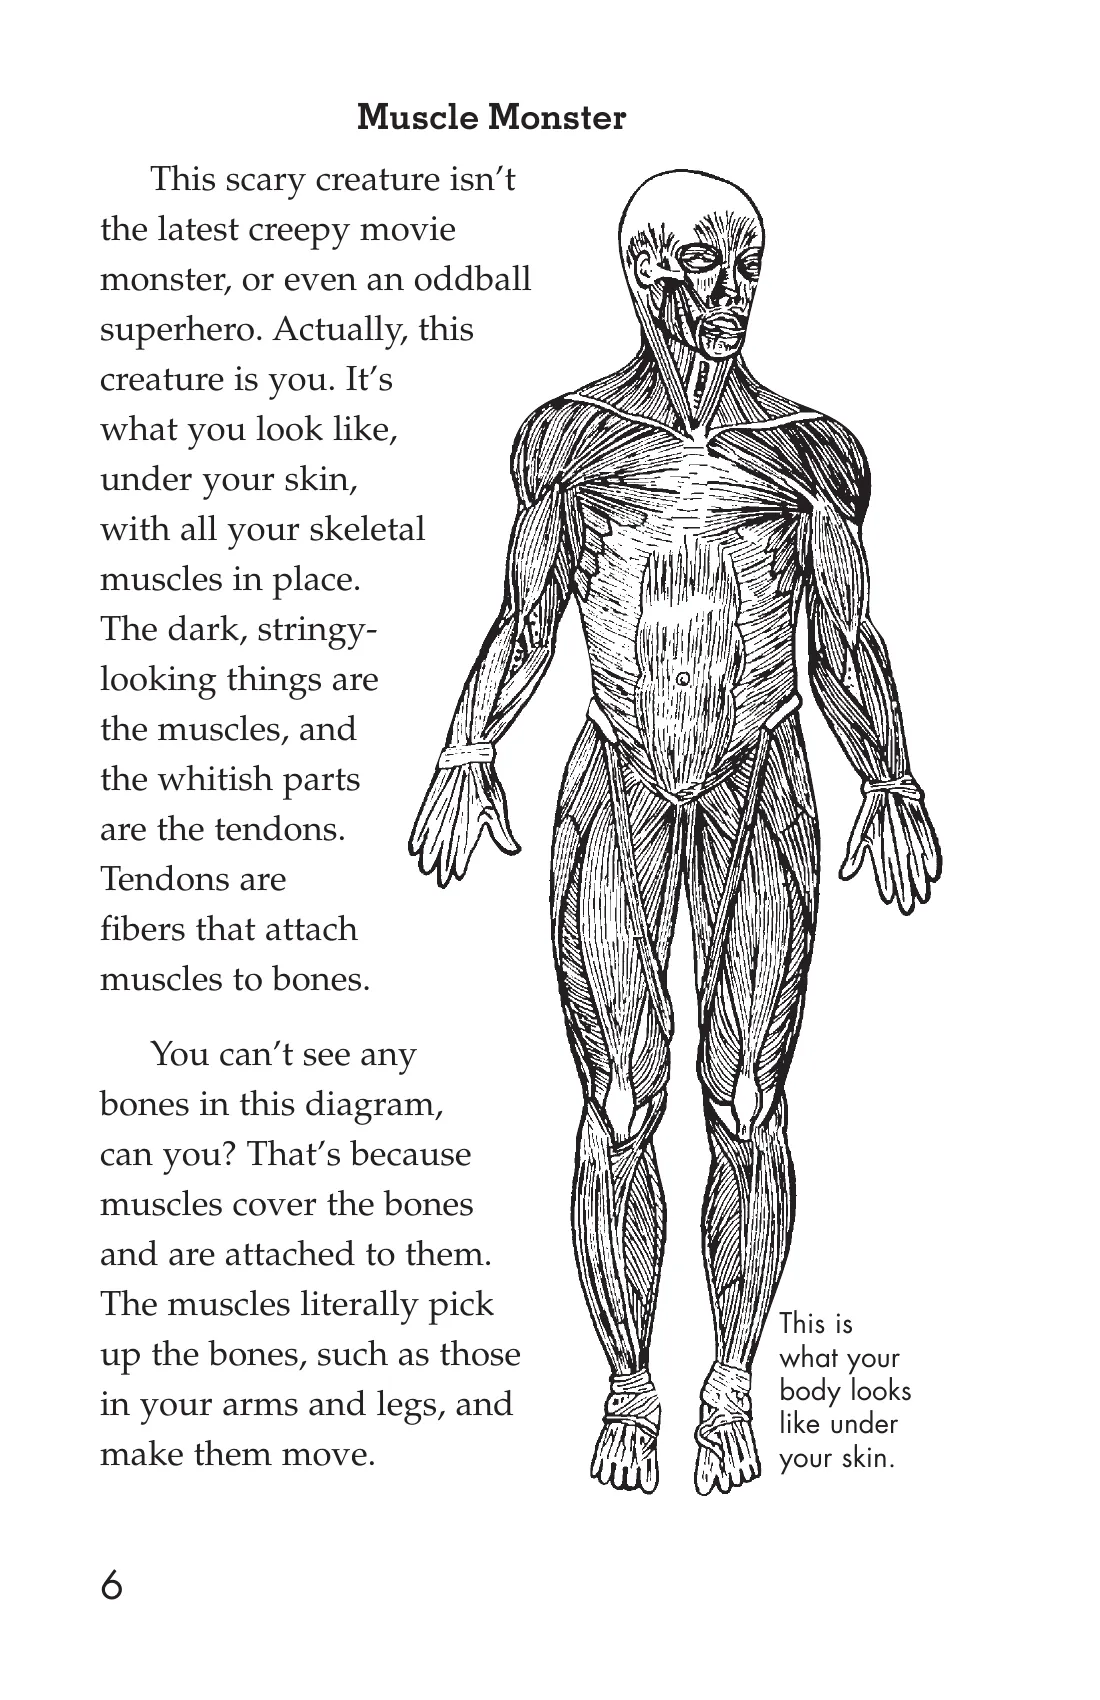 Muscle Monster
This scary creature isn’t
the latest creepy movie
monster, or even an oddball
superhero. Actually, this
creature is you. It’s
what you look like,
under your skin,
with all your skeletal
muscles in place.
The dark, stringy-
looking things are
the muscles, and
the whitish parts
are the tendons.
Tendons are
fibers that attach
muscles to bones.
You can’t see any
bones in this diagram,
can you? That’s because
muscles cover the bones
and are attached to them.
The muscles literally pick
up the bones, such as those
in your arms and legs, and
make them move.
This is
what your
body looks
like under
your skin.
6